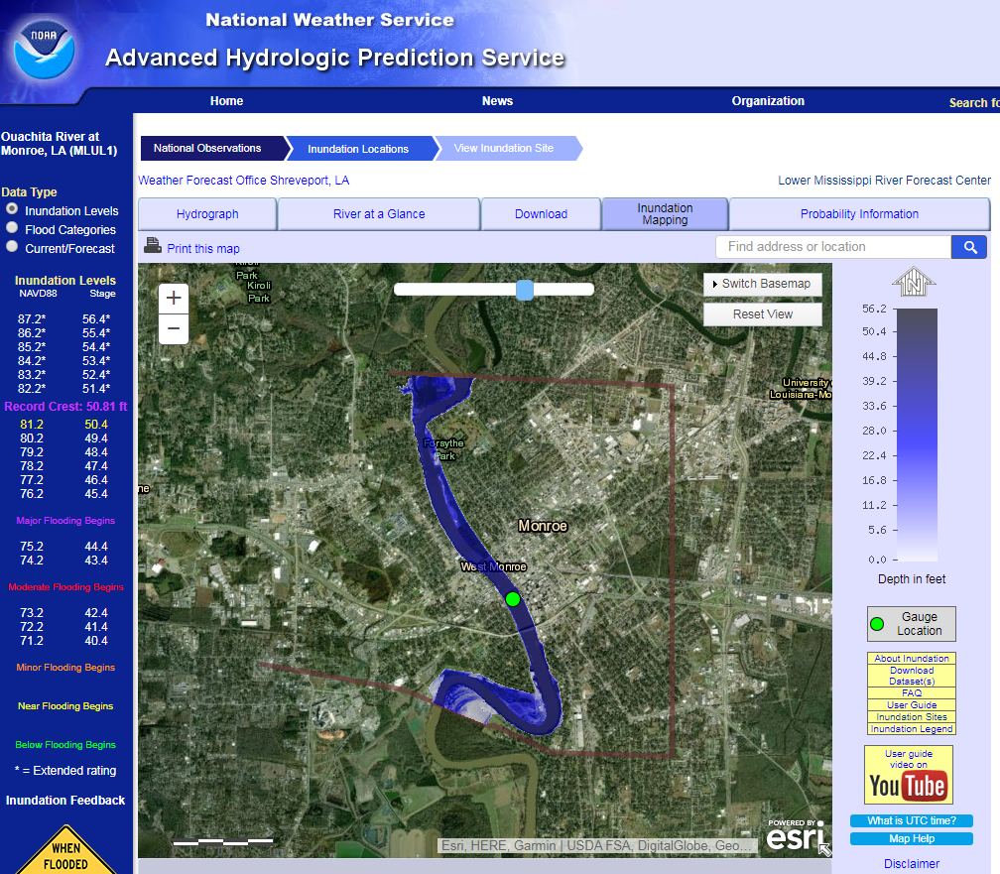 NOAA
National Weather Service
Advanced Hydrologic Prediction Service
Home News Organization Search fo
Ouachita River at
Monroe, LA (MLUL1)
Data Type
Inundation Levels
Flood Categories
Current/Forecast
Inundation Levels
NAVD88 Stage
87.2* 56.4*
86.2* 55.4*
85.2* 54.4*
84.2* 53.4*
83.2* 52.4*
82.2* 51.4*
Record Crest: 50.81 ft
81.2 50.4
80.2 49.4
79.2 48.4
78.2 47.4
77.2 46.4
76.2 45.4
Major Flooding Begins
75.2 44.4
74.2 43.4
Moderate Flooding Begins
73.2 42.4
72.2 41.4
71.2 40.4
Minor Flooding Begins
Near Flooding Begins
Below Flooding Begins
* = Extended rating
Inundation Feedback
WHEN
FLOODED
National Observations Inundation Locations View Inundation Site
Weather Forecast Office Shreveport, LA Lower Mississippi River Forecast Center
Hydrograph River at a Glance Download Inundation Mapping Probability Information
Print this map Find address or location
+
−
Switch Basemap
Reset View
Kiroli
Park
Kiroli
Park
University
Louisiana-Mo
Forsythe
Park
ne
Monroe
West Monroe
Esri, HERE, Garmin | USDA FSA, DigitalGlobe, Geo...
POWERED BY
esri
N
56.2
50.4
44.8
39.2
33.6
28.0
22.4
16.8
11.2
5.6
0.0
Depth in feet
Gauge
Location
About Inundation
Download
Dataset(s)
FAQ
User Guide
Inundation Sites
Inundation Legend
User guide
video on
YouTube
What is UTC time?
Map Help
Disclaimer